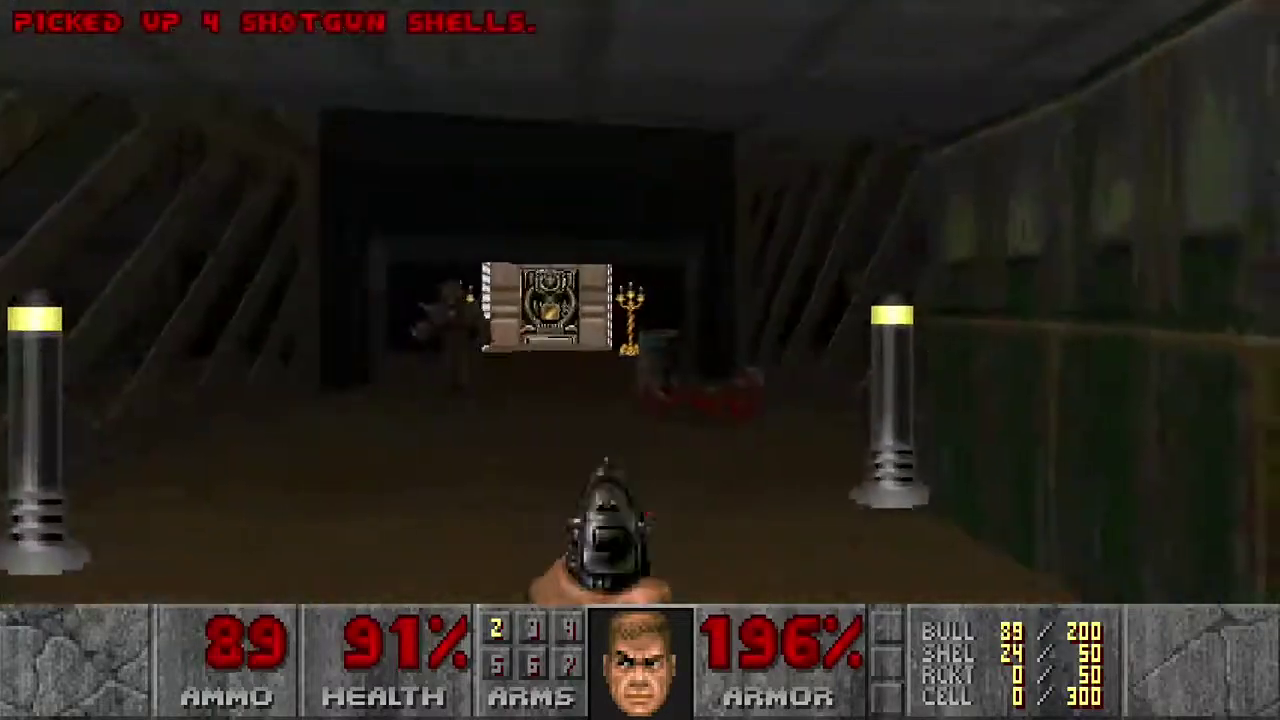 PICKED UP 4 SHOTGUN SHELLS.
89 91% 2 3 4 196% BULL 89 / 200
SHEL 24 / 50
5 6 7 RCKT 0 / 50
AMMO HEALTH ARMS ARMOR CELL 0 / 300